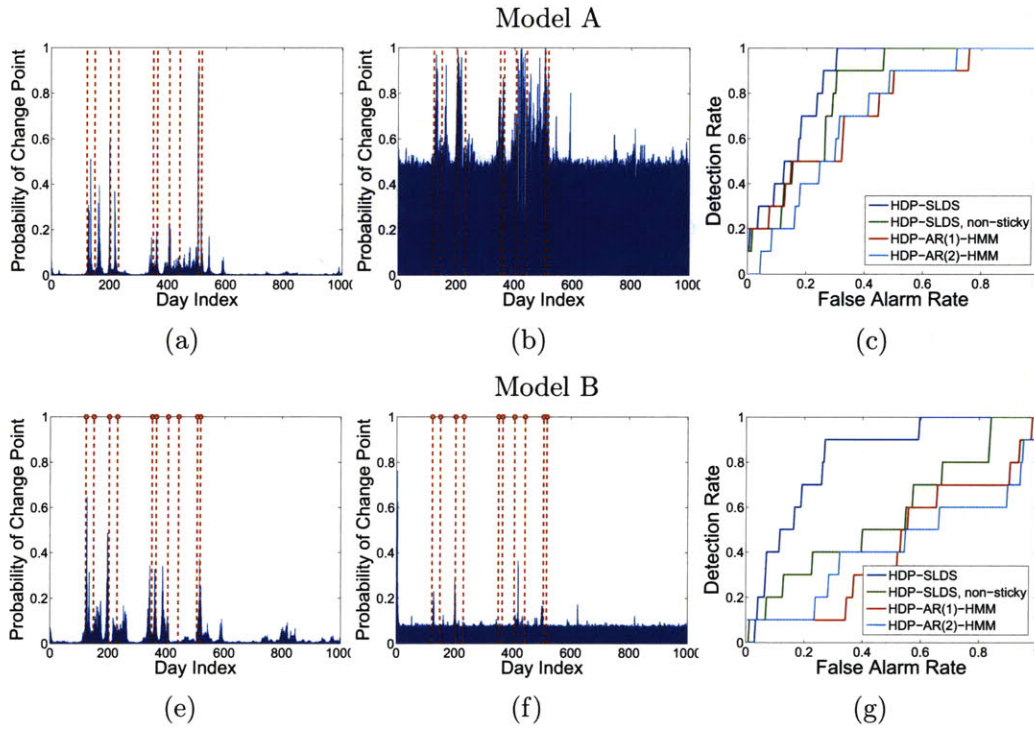 Model A
Probability of Change Point
1
0.8
0.6
0.4
0.2
0
0 200 400 600 800 1000
Day Index
(a)
Probability of Change Point
1
0.8
0.6
0.4
0.2
0
0 200 400 600 800 1000
Day Index
(b)
Detection Rate
1
0.8
0.6
0.4
0.2
0
0.2 0.4 0.6 0.8
HDP-SLDS
HDP-SLDS, non-sticky
HDP-AR(1)-HMM
HDP-AR(2)-HMM
False Alarm Rate
(c)
Model B
Probability of Change Point
1
0.8
0.6
0.4
0.2
0
0 200 400 600 800 100
Day Index
(e)
Probability of Change Point
1
0.8
0.6
0.4
0.2
0
0 200 400 600 800 100
Day Index
(f)
Detection Rate
1
0.8
0.6
0.4
0.2
0
0.2 0.4 0.6 0.8
HDP-SLDS
HDP-SLDS, non-sticky
HDP-AR(1)-HMM
HDP-AR(2)-HMM
False Alarm Rate
(g)